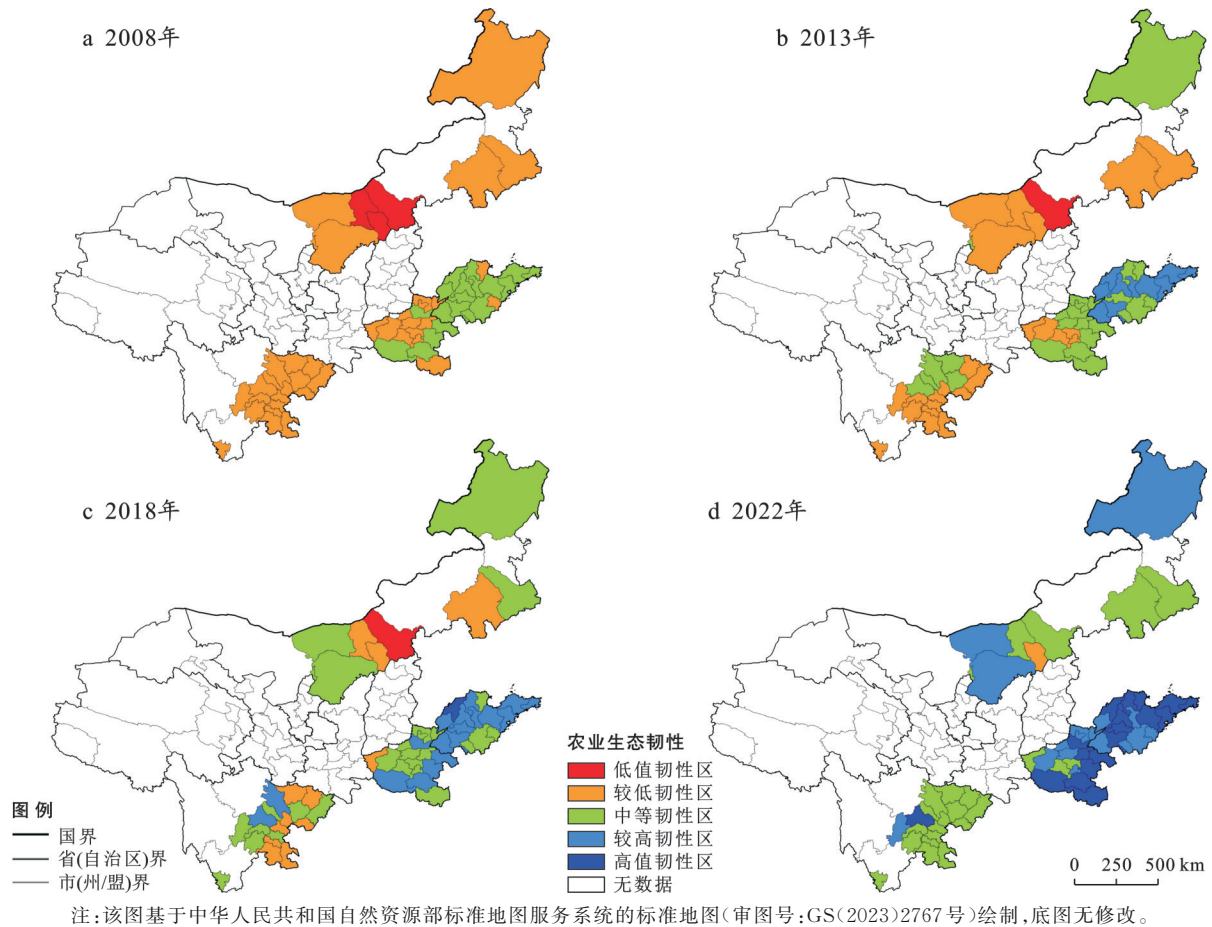 a 2008年
b 2013年
c 2018年
d 2022年
图例
国界
省(自治区)界
市(州/盟)界
农业生态韧性
低值韧性区
较低韧性区
中等韧性区
较高韧性区
高值韧性区
无数据
0 250 500 km
注:该图基于中华人民共和国自然资源部标准地图服务系统的标准地图(审图号:GS(2023)2767号)绘制,底图无修改。